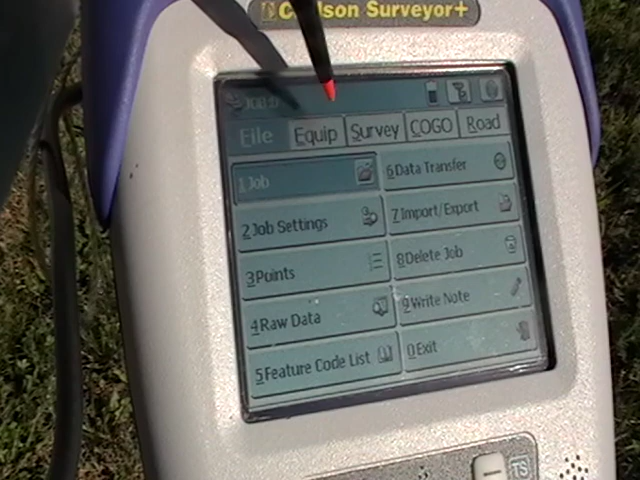 Carlson Surveyor+
File Equip Survey COGO Road
1 Job
6 Data Transfer
2 Job Settings
7 Import/Export
3 Points
8 Delete Job
4 Raw Data
9 Write Note
5 Feature Code List
0 Exit
TS